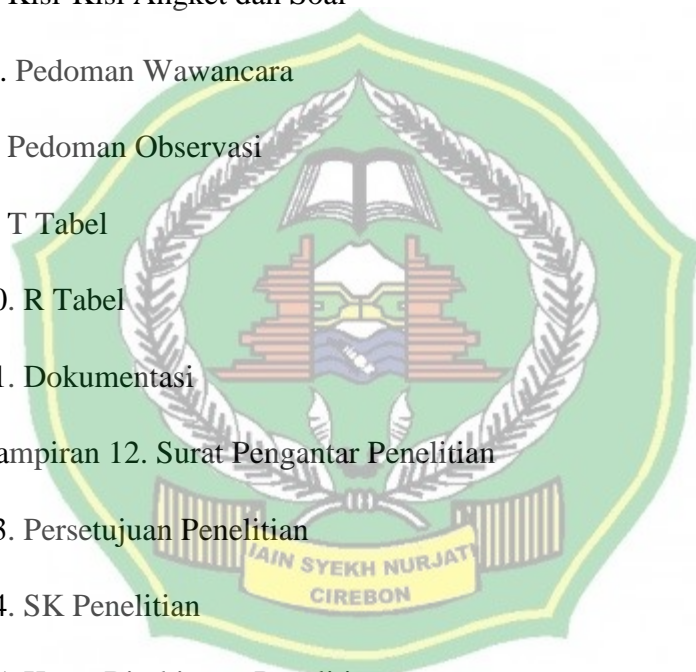 Kisi-Kisi Angket dan Soal
. Pedoman Wawancara
Pedoman Observasi
T Tabel
0. R Tabel
1. Dokumentasi
ampiran 12. Surat Pengantar Penelitian
3. Persetujuan Penelitian
4. SK Penelitian
IAIN SYEKH NURJATI
CIREBON